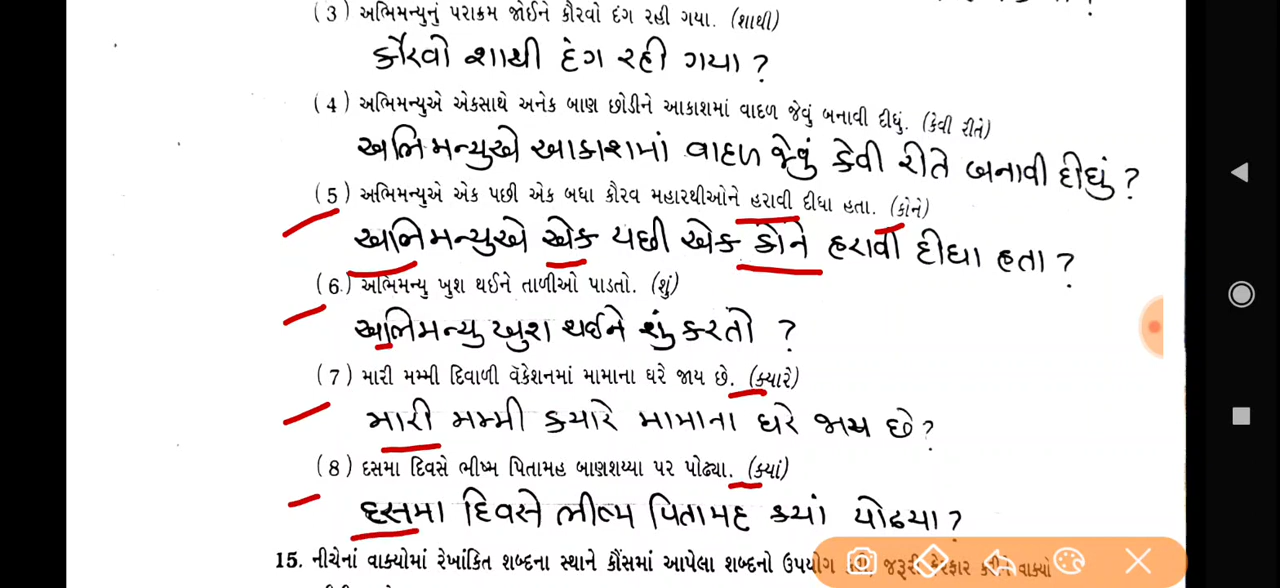 (3) અભિમન્યુનું પરાક્રમ જોઈને કૌરવો દંગ રહી ગયા. (શાથી)
કૌરવો શાથી દંગ રહી ગયા ?
(4) અભિમન્યુએ એકસાથે અનેક બાણ છોડીને આકાશમાં વાદળ જેવું બનાવી દીધું. (કેવી રીતે)
અભિમન્યુએ આકાશમાં વાદળ જેવું કેવી રીતે બનાવી દીધું ?
(5) અભિમન્યુએ એક પછી એક બધા કૌરવ મહારથીઓને હરાવી દીધા હતા. (કોને)
અભિમન્યુએ એક પછી એક કોને હરાવી દીધા હતા ?
(6) અભિમન્યુ ખુશ થઈને તાળીઓ પાડતો. (શું)
અભિમન્યુ ખુશ થઈને શું કરતો ?
(7) મારી મમ્મી દિવાળી વૅકેશનમાં મામાના ઘરે જાય છે. (ક્યારે)
મારી મમ્મી ક્યારે મામાના ઘરે જાય છે ?
(8) દસમા દિવસે ભીષ્મ પિતામહ બાણશય્યા પર પોઢ્યા. (ક્યાં)
દસમા દિવસે ભીષ્મ પિતામહ ક્યાં પોઢયા ?
15. નીચેનાં વાક્યોમાં રેખાંકિત શબ્દના સ્થાને કૌંસમાં આપેલા શબ્દનો ઉપયોગ જરૂરી ફેરફાર કરીને વાક્યો